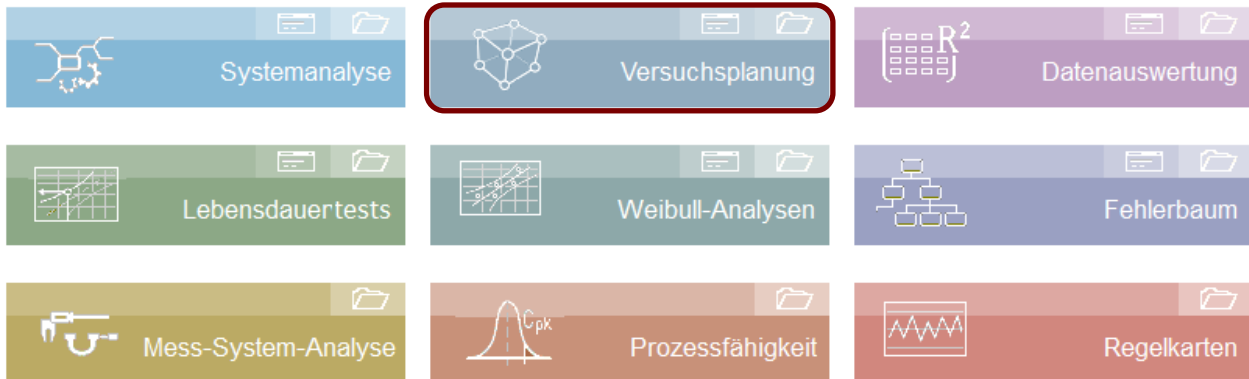 Systemanalyse
Versuchsplanung
R²
Datenauswertung
Lebensdauertests
Weibull-Analysen
Fehlerbaum
Mess-System-Analyse
Cpk
Prozessfähigkeit
Regelkarten